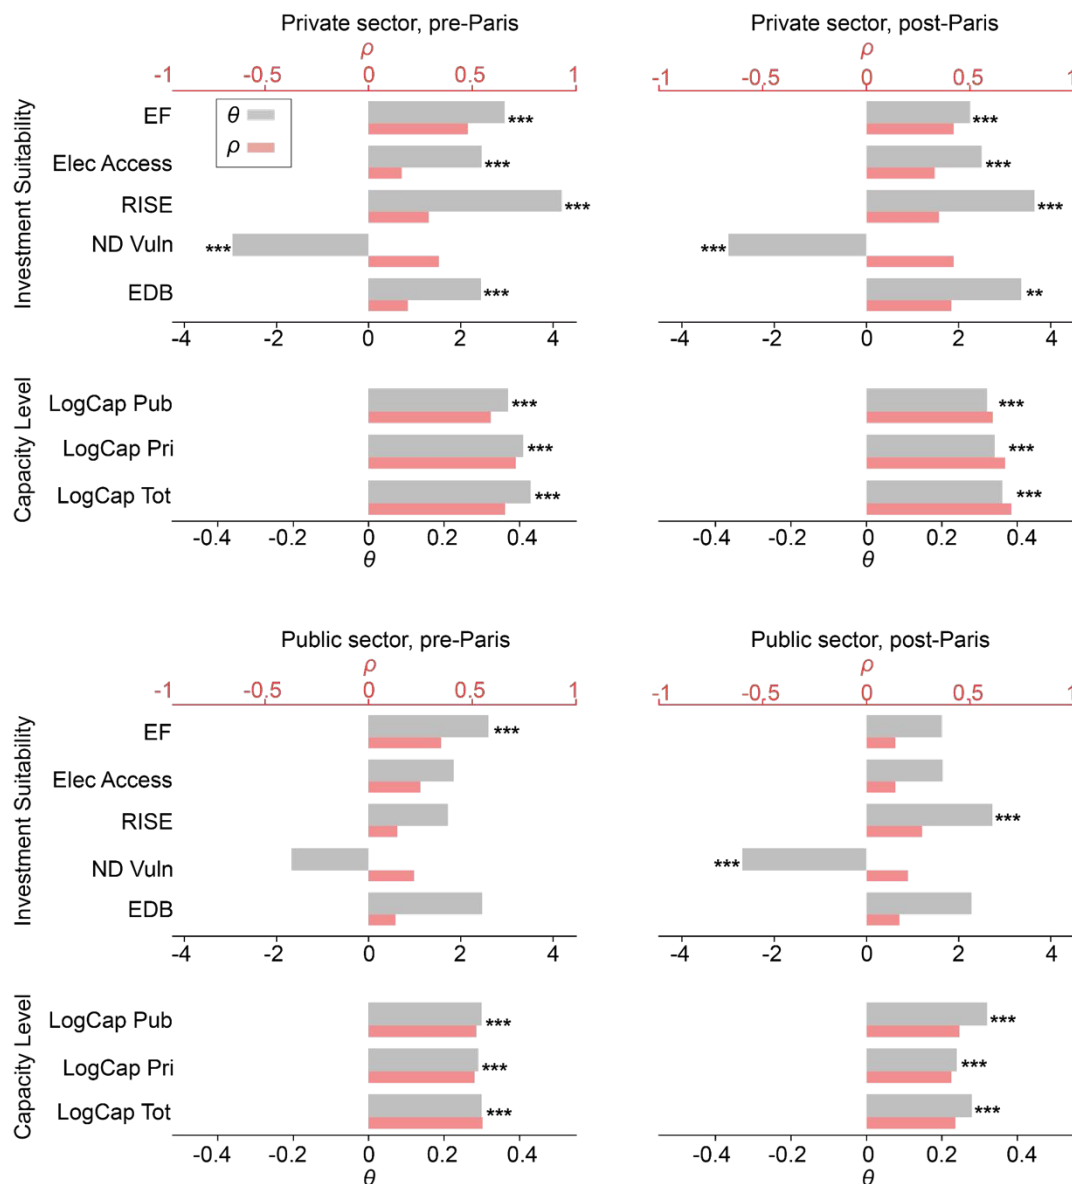 Private sector, pre-Paris
ρ
-1 -0.5 0 0.5 1
Investment Suitability
θ
ρ
EF ***
Elec Access ***
RISE ***
ND Vuln ***
EDB ***
-4 -2 0 2 4
Capacity Level
LogCap Pub ***
LogCap Pri ***
LogCap Tot ***
-0.4 -0.2 0 0.2 0.4
θ
Private sector, post-Paris
ρ
-1 -0.5 0 0.5 1
***
***
***
***
**
-4 -2 0 2 4
***
***
***
-0.4 -0.2 0 0.2 0.4
θ
Public sector, pre-Paris
ρ
-1 -0.5 0 0.5 1
Investment Suitability
EF ***
Elec Access
RISE
ND Vuln
EDB
-4 -2 0 2 4
Capacity Level
LogCap Pub ***
LogCap Pri ***
LogCap Tot ***
-0.4 -0.2 0 0.2 0.4
θ
Public sector, post-Paris
ρ
-1 -0.5 0 0.5 1
***
***
-4 -2 0 2 4
***
***
***
-0.4 -0.2 0 0.2 0.4
θ